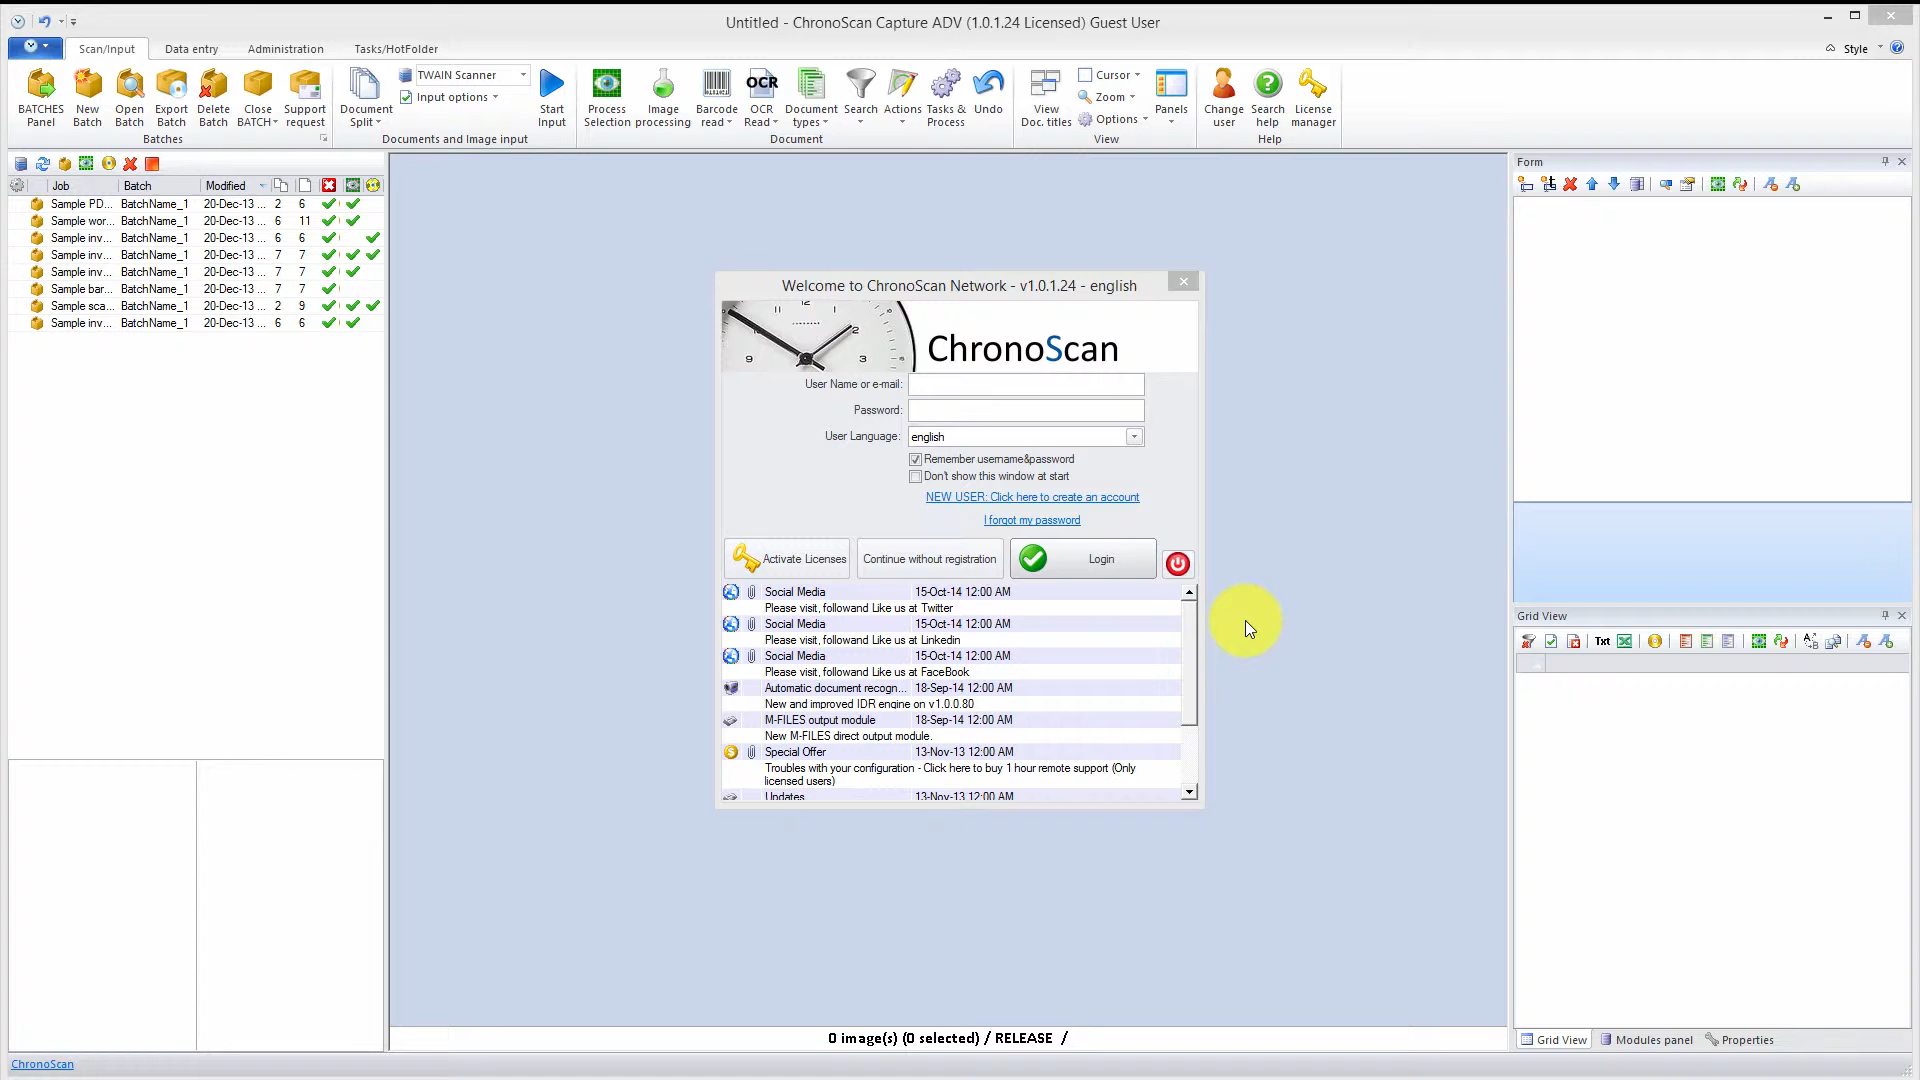 Untitled - ChronoScan Capture ADV (1.0.1.24 Licensed) Guest User
Scan/Input Data entry Administration Tasks/HotFolder Style
BATCHES Panel
New Batch
Open Batch
Export Batch
Delete Batch
Close BATCH
Support request
Document Split
TWAIN Scanner
Input options
Start Input
Process Selection
Image processing
Barcode read
OCR
OCR Read
Document types
Search
Actions
Tasks & Process
Undo
View Doc. titles
Cursor
Zoom
Options
Panels
Change user
Search help
License manager
Batches Documents and Image input Document View Help
Job Batch Modified
Sample PD... BatchName_1 20-Dec-13 ... 2 6
Sample wor... BatchName_1 20-Dec-13 ... 6 11
Sample inv... BatchName_1 20-Dec-13 ... 6 6
Sample inv... BatchName_1 20-Dec-13 ... 7 7
Sample inv... BatchName_1 20-Dec-13 ... 7 7
Sample bar... BatchName_1 20-Dec-13 ... 7 7
Sample sca... BatchName_1 20-Dec-13 ... 2 9
Sample inv... BatchName_1 20-Dec-13 ... 6 6
Welcome to ChronoScan Network - v1.0.1.24 - english
11 12 1
2
9 3
ChronoScan
User Name or e-mail:
Password:
User Language: english
Remember username&password
Don't show this window at start
NEW USER: Click here to create an account
I forgot my password
Activate Licenses Continue without registration Login
Social Media 15-Oct-14 12:00 AM
Please visit, followand Like us at Twitter
Social Media 15-Oct-14 12:00 AM
Please visit, followand Like us at Linkedin
Social Media 15-Oct-14 12:00 AM
Please visit, followand Like us at FaceBook
Automatic document recogn... 18-Sep-14 12:00 AM
New and improved IDR engine on v1.0.0.80
M-FILES output module 18-Sep-14 12:00 AM
New M-FILES direct output module.
Special Offer 13-Nov-13 12:00 AM
Troubles with your configuration - Click here to buy 1 hour remote support (Only
licensed users)
Updates 13-Nov-13 12:00 AM
Form
Grid View
Txt
0 image(s) (0 selected) / RELEASE /
Grid View Modules panel Properties
ChronoScan